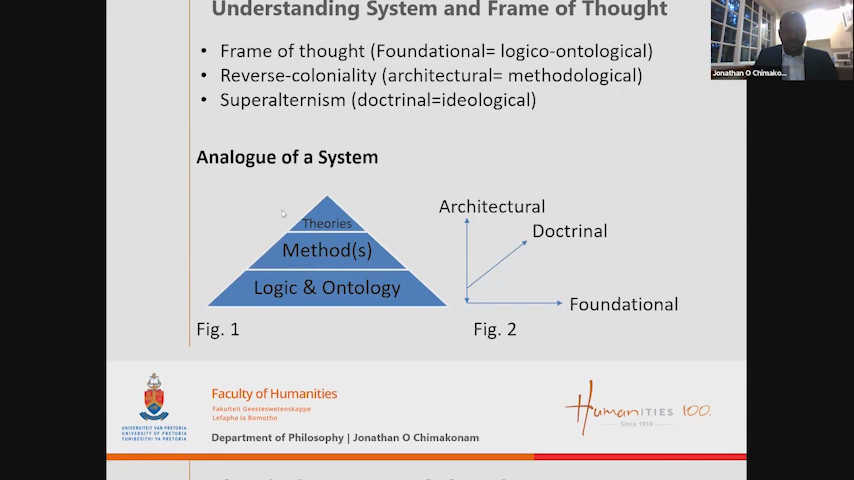 Understanding System and Frame of Thought
• Frame of thought (Foundational= logico-ontological)
• Reverse-coloniality (architectural= methodological)
• Superalternism (doctrinal=ideological)
Jonathan O Chimako...
Analogue of a System
Theories
Method(s)
Logic & Ontology
Fig. 1
Architectural
Doctrinal
Foundational
Fig. 2
UNIVERSITEIT VAN PRETORIA
UNIVERSITY OF PRETORIA
YUNIBESITHI YA PRETORIA
Faculty of Humanities
Fakulteit Geesteswetenskappe
Lefapha la Bomotho
Department of Philosophy | Jonathan O Chimakonam
Humanities 100.
Since 1919